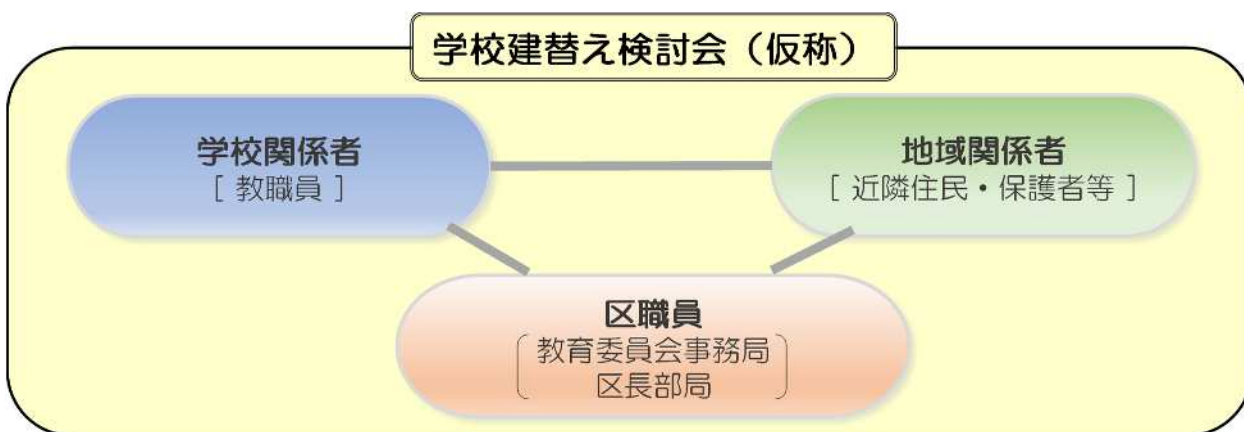 学校建替え検討会（仮称）
学校関係者
［ 教職員 ］
地域関係者
［ 近隣住民・保護者等 ］
区職員
教育委員会事務局
区長部局